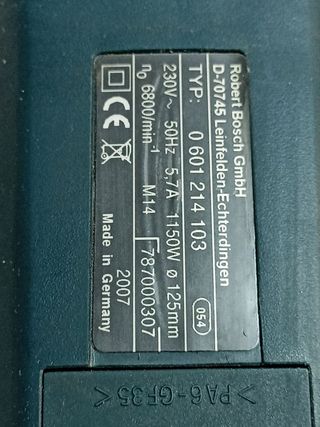 Robert Bosch GmbH
D-70745 Leinfelden-Echterdingen
TYP: 0 601 214 103 054
230V~ 50Hz 5,7A 1150W ø 125mm
n₀ 6800/min⁻¹ M14 787000307
CE 2007
Made in Germany
>PA6-GF35<